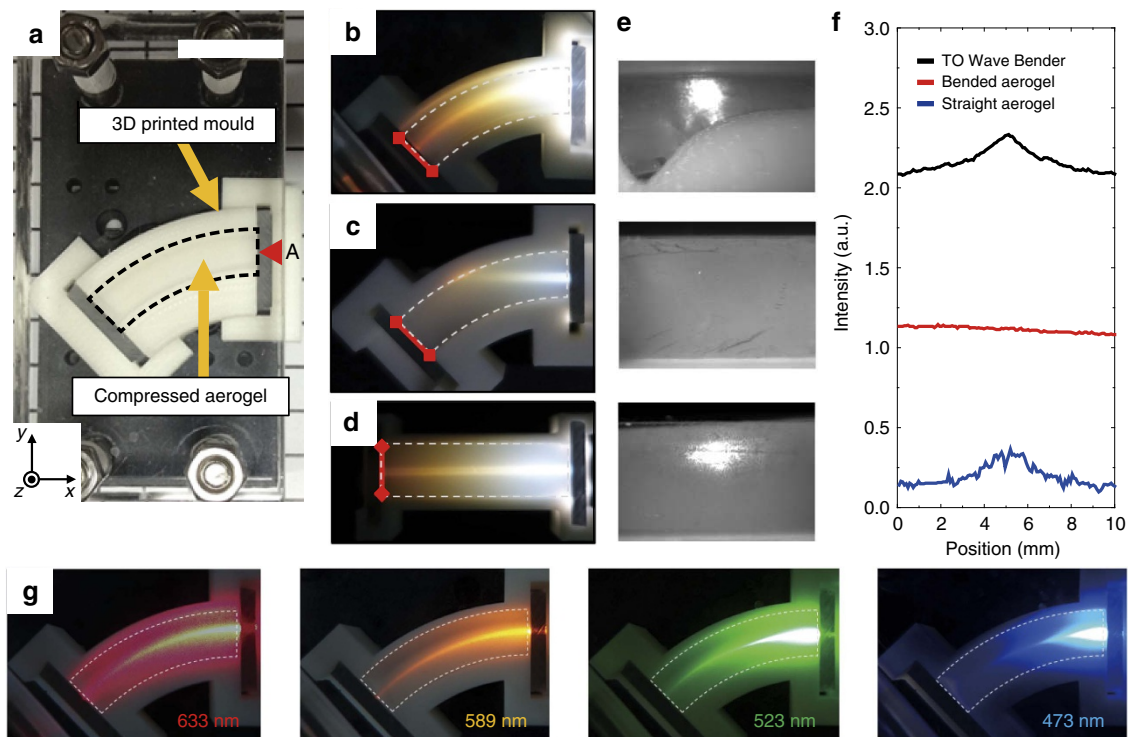 a
3D printed mould
A
Compressed aerogel
y
z
x
b
c
d
e
f
3.0
2.5
2.0
1.5
1.0
0.5
0.0
Intensity (a.u.)
TO Wave Bender
Bended aerogel
Straight aerogel
0 2 4 6 8 10
Position (mm)
g
633 nm
589 nm
523 nm
473 nm